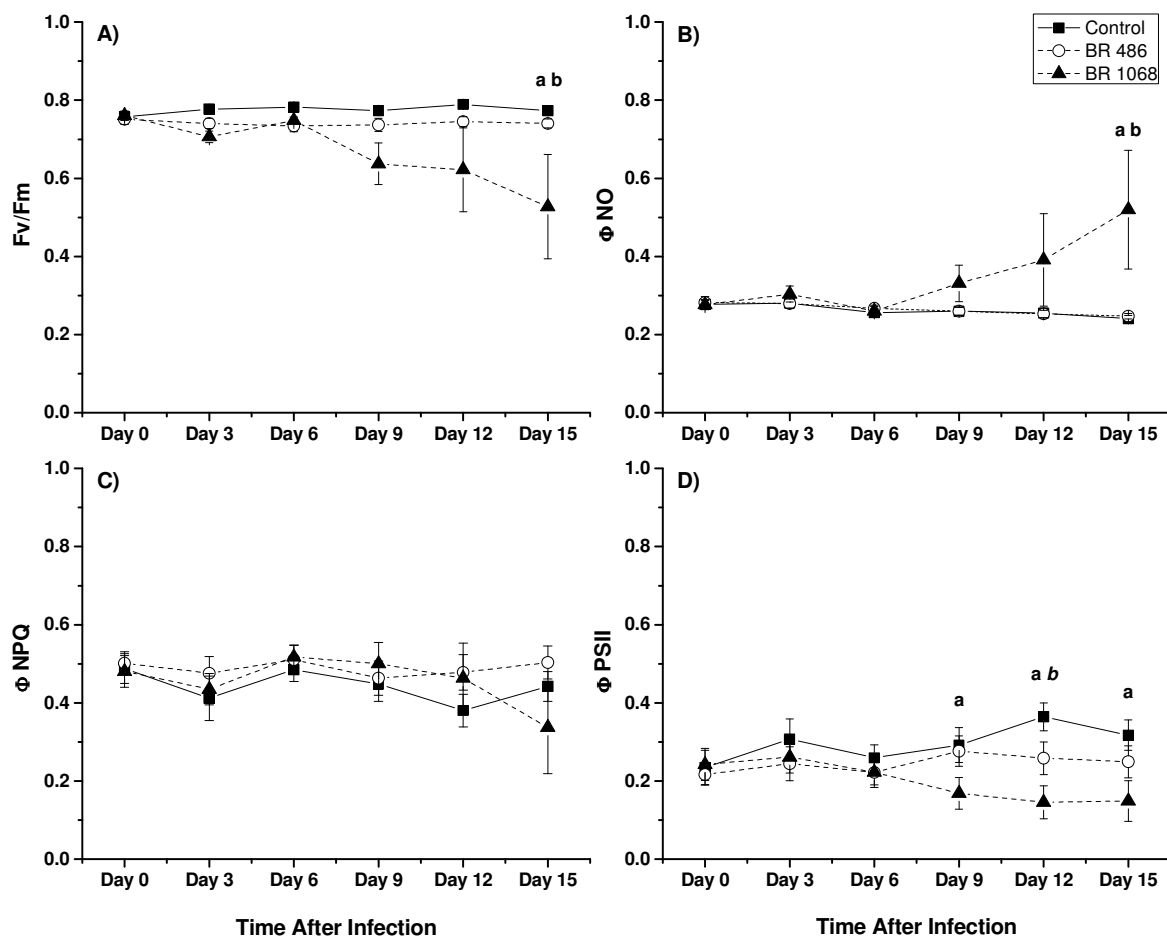 A)
a b
Fv/Fm
1.0
0.8
0.6
0.4
0.2
0.0
Day 0 Day 3 Day 6 Day 9 Day 12 Day 15
B)
Control
BR 486
BR 1068
a b
Φ NO
1.0
0.8
0.6
0.4
0.2
0.0
Day 0 Day 3 Day 6 Day 9 Day 12 Day 15
C)
Φ NPQ
1.0
0.8
0.6
0.4
0.2
0.0
Day 0 Day 3 Day 6 Day 9 Day 12 Day 15
Time After Infection
D)
a
a b
a
Φ PSII
1.0
0.8
0.6
0.4
0.2
0.0
Day 0 Day 3 Day 6 Day 9 Day 12 Day 15
Time After Infection